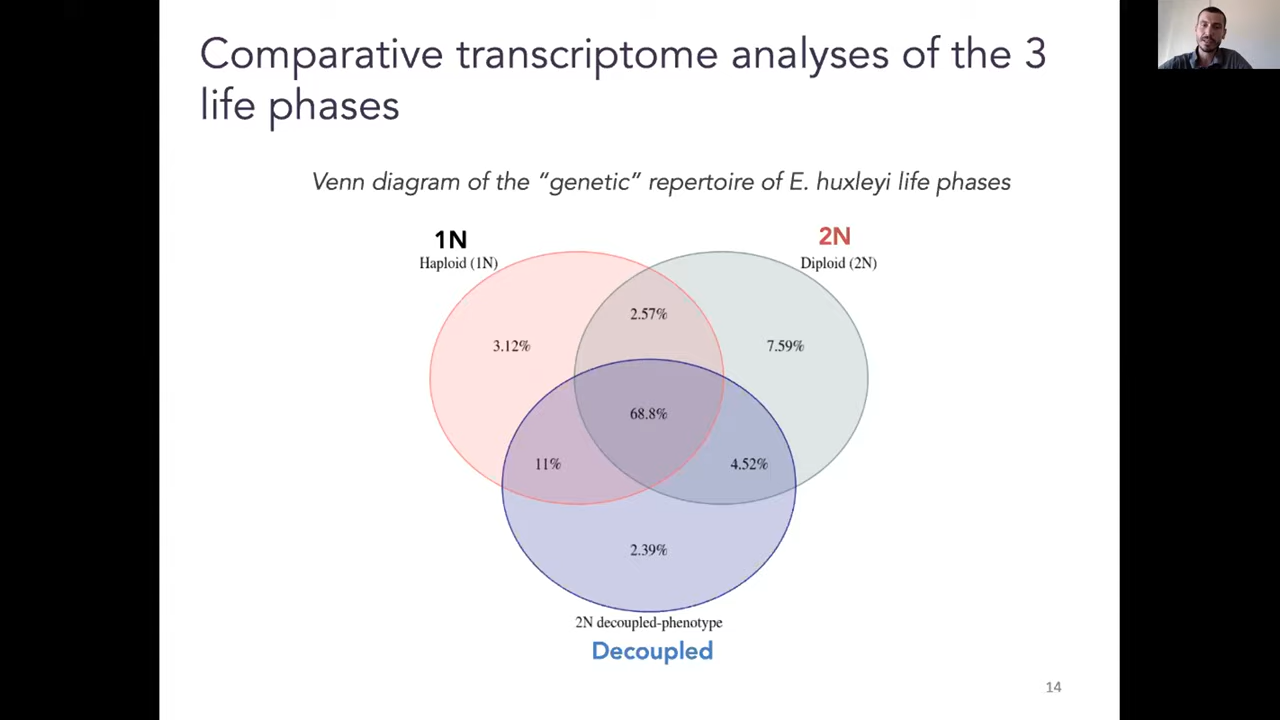 Comparative transcriptome analyses of the 3
life phases
Venn diagram of the “genetic” repertoire of E. huxleyi life phases
1N
2N
Haploid (1N)
Diploid (2N)
2.57%
3.12%
7.59%
68.8%
11%
4.52%
2.39%
2N decoupled-phenotype
Decoupled
14